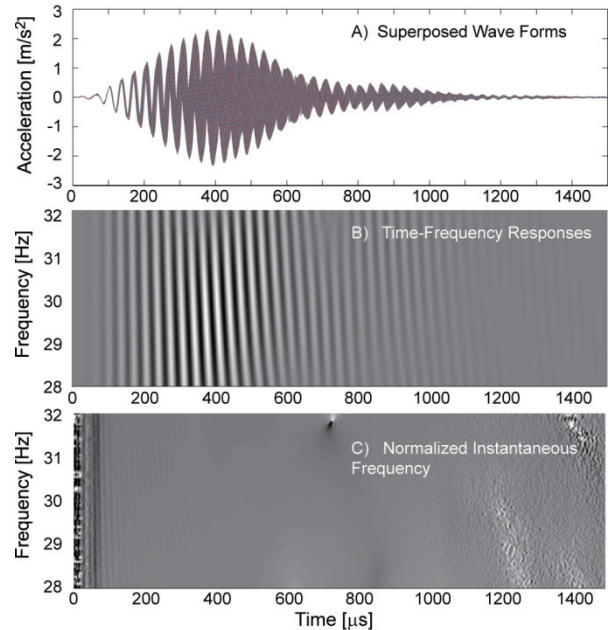 A) Superposed Wave Forms
Acceleration [m/s²]
3
2
1
0
-1
-2
-3
0 200 400 600 800 1000 1200 1400
B) Time-Frequency Responses
Frequency [Hz]
32
31
30
29
28
0 200 400 600 800 1000 1200 1400
C) Normalized Instantaneous
Frequency
Frequency [Hz]
32
31
30
29
28
0 200 400 600 800 1000 1200 1400
Time [μs]